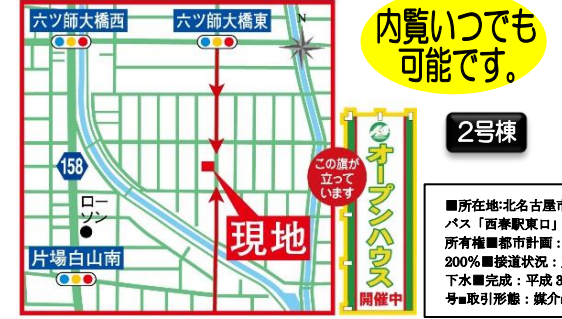 六ツ師大橋西
六ツ師大橋東
N
内覧いつでも
可能です。
2号棟
158
この旗が
立って
います
オープンハウス
開催中
ロー
ソン
現地
片場白山南
■所在地:北名古屋市
バス「西春駅東口」
所有権■都市計画:
200%■接道状況:
下水■完成:平成3
号■取引形態:媒介